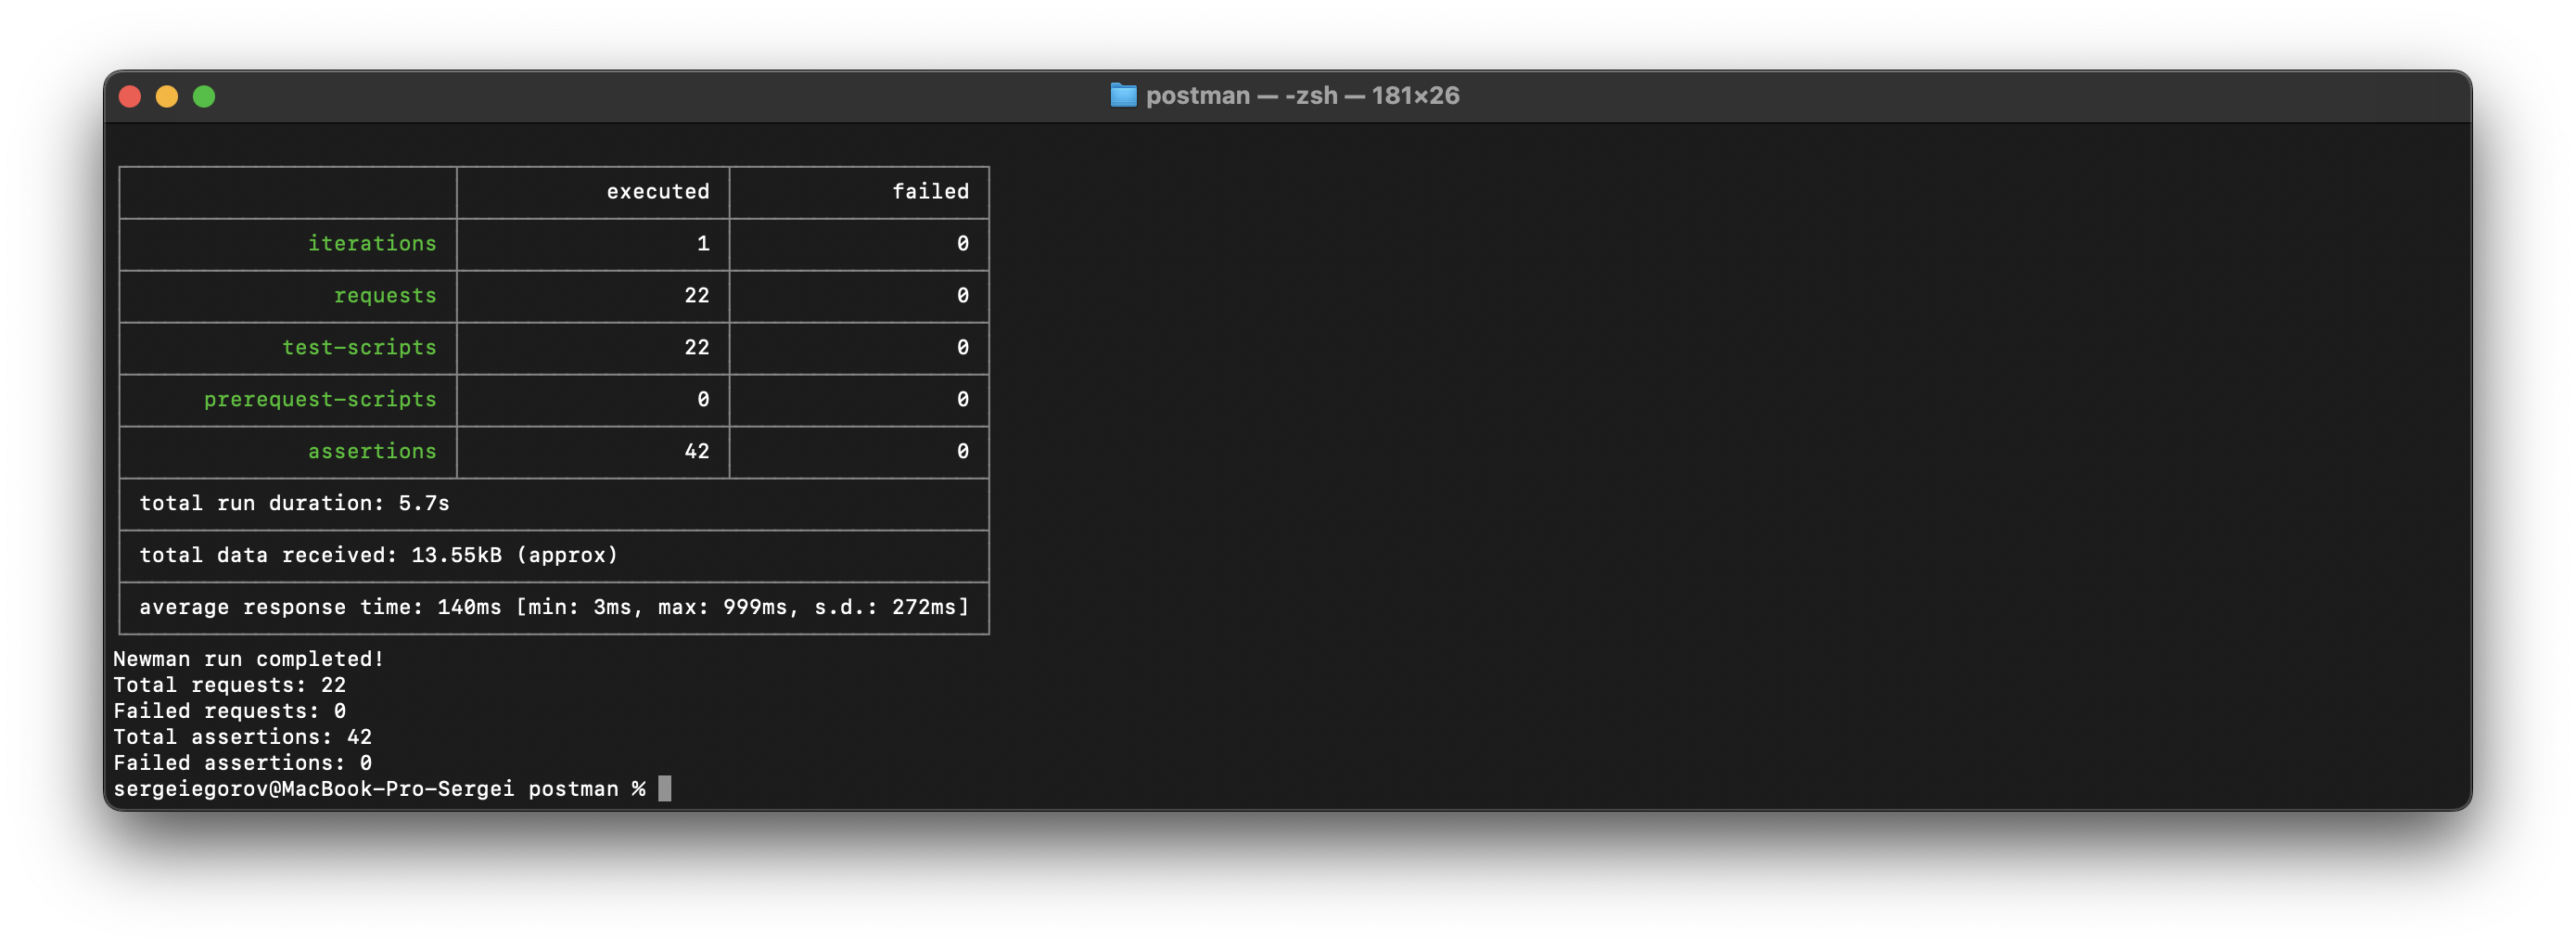 postman — -zsh — 181×26
executed failed
iterations 1 0
requests 22 0
test-scripts 22 0
prerequest-scripts 0 0
assertions 42 0
total run duration: 5.7s
total data received: 13.55kB (approx)
average response time: 140ms [min: 3ms, max: 999ms, s.d.: 272ms]
Newman run completed!
Total requests: 22
Failed requests: 0
Total assertions: 42
Failed assertions: 0
sergeiegorov@MacBook-Pro-Sergei postman %